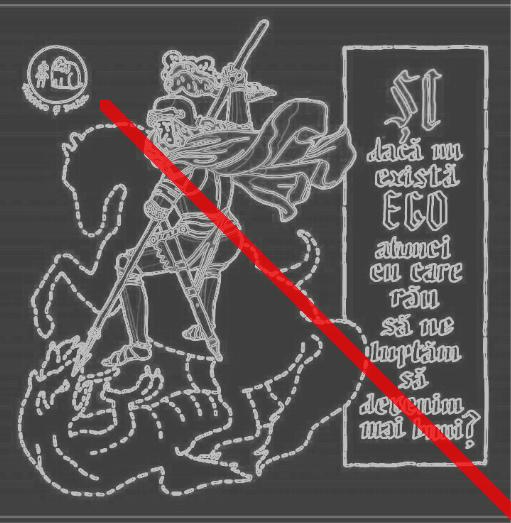 ȘI
dacă nu
există
EGO
atunci
cu care
rău
să ne
luptăm
să
devenim
mai buni?